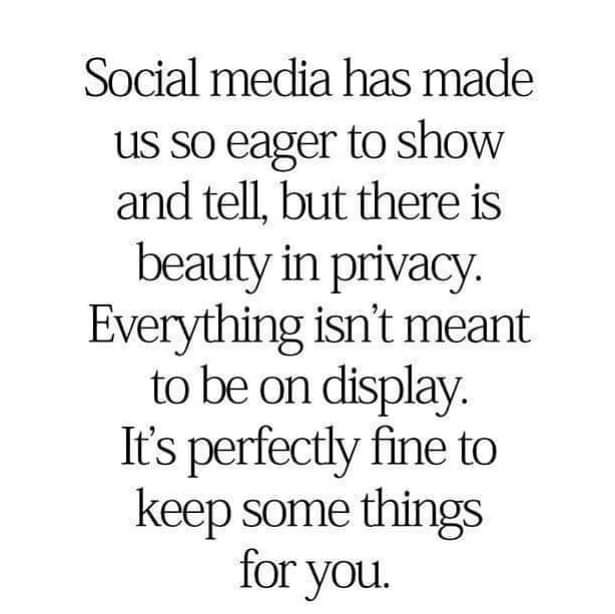 Social media has made
us so eager to show
and tell, but there is
beauty in privacy.
Everything isn’t meant
to be on display.
It’s perfectly fine to
keep some things
for you.